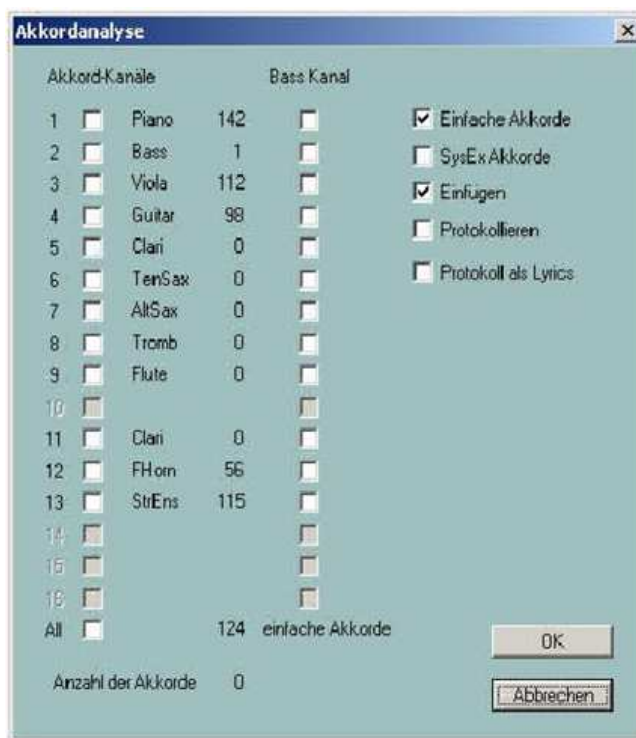 Akkordanalyse
Akkord-Kanäle Bass Kanal
1 Piano 142
2 Bass 1
3 Viola 112
4 Guitar 98
5 Clari 0
6 TenSax 0
7 AltSax 0
8 Tromb 0
9 Flute 0
10
11 Clari 0
12 FHorn 56
13 StrEns 115
14
15
16
All 124 einfache Akkorde
Anzahl der Akkorde 0
Einfache Akkorde
SysEx Akkorde
Einfügen
Protokollieren
Protokoll als Lyrics
OK
Abbrechen